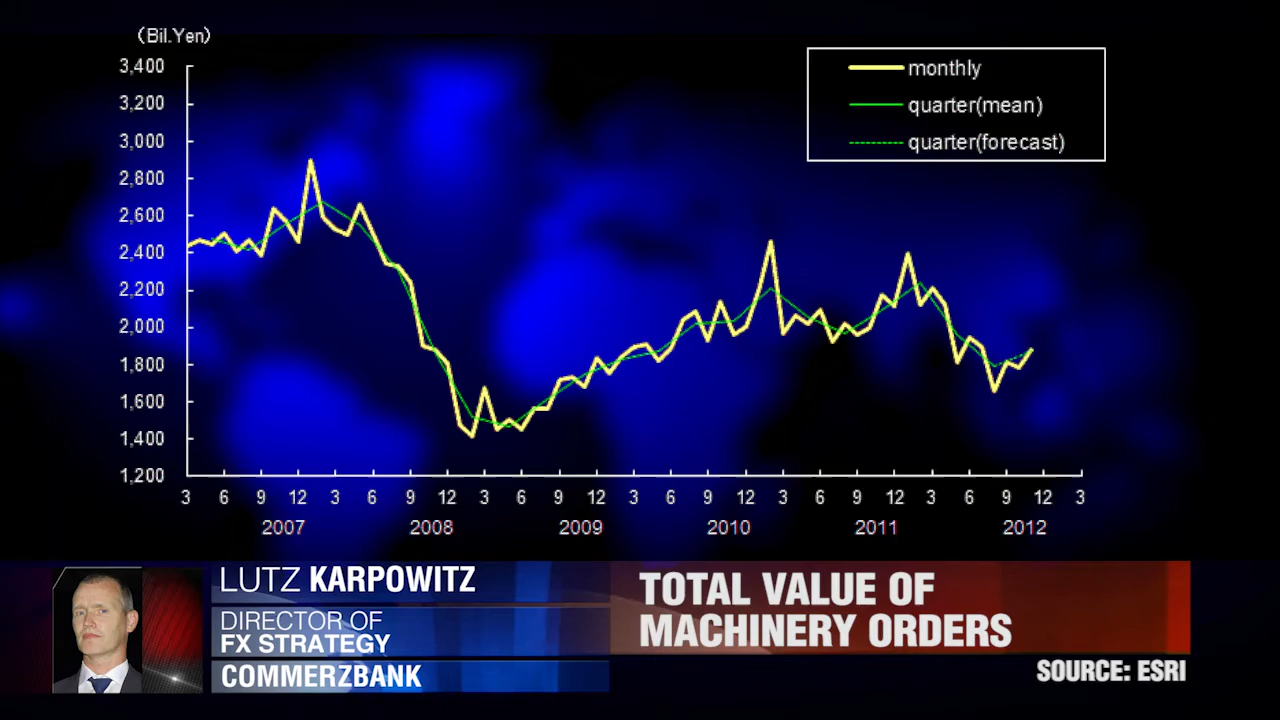 (Bil.Yen)
3,400
3,200
3,000
2,800
2,600
2,400
2,200
2,000
1,800
1,600
1,400
1,200
monthly
quarter(mean)
quarter(forecast)
3 6 9 12 3 6 9 12 3 6 9 12 3 6 9 12 3 6 9 12 3 6 9 12 3
2007 2008 2009 2010 2011 2012
LUTZ KARPOWITZ
DIRECTOR OF
FX STRATEGY
COMMERZBANK
TOTAL VALUE OF
MACHINERY ORDERS
SOURCE: ESRI